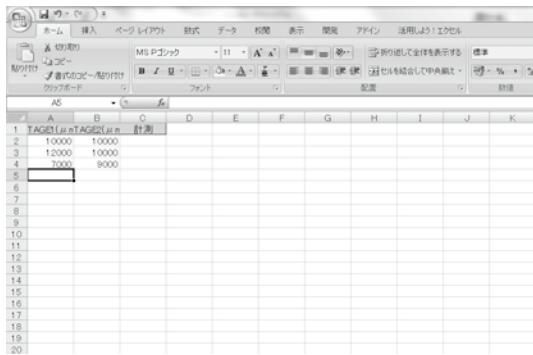 ホーム 挿入 ページ レイアウト 数式 データ 校閲 表示 開発 アドイン 活用しよう!エクセル
切り取り
コピー
書式のコピー/貼り付け
貼り付け
クリップボード
MS Pゴシック 11
B I U
フォント
折り返して全体を表示する
セルを結合して中央揃え
配置
標準
% ,
数値
A5 fx
A B C D E F G H I J K
1 TAGE1(μm TAGE2(μm 計測
2 10000 10000
3 12000 10000
4 7000 9000
5
6
7
8
9
10
11
12
13
14
15
16
17
18
19
20